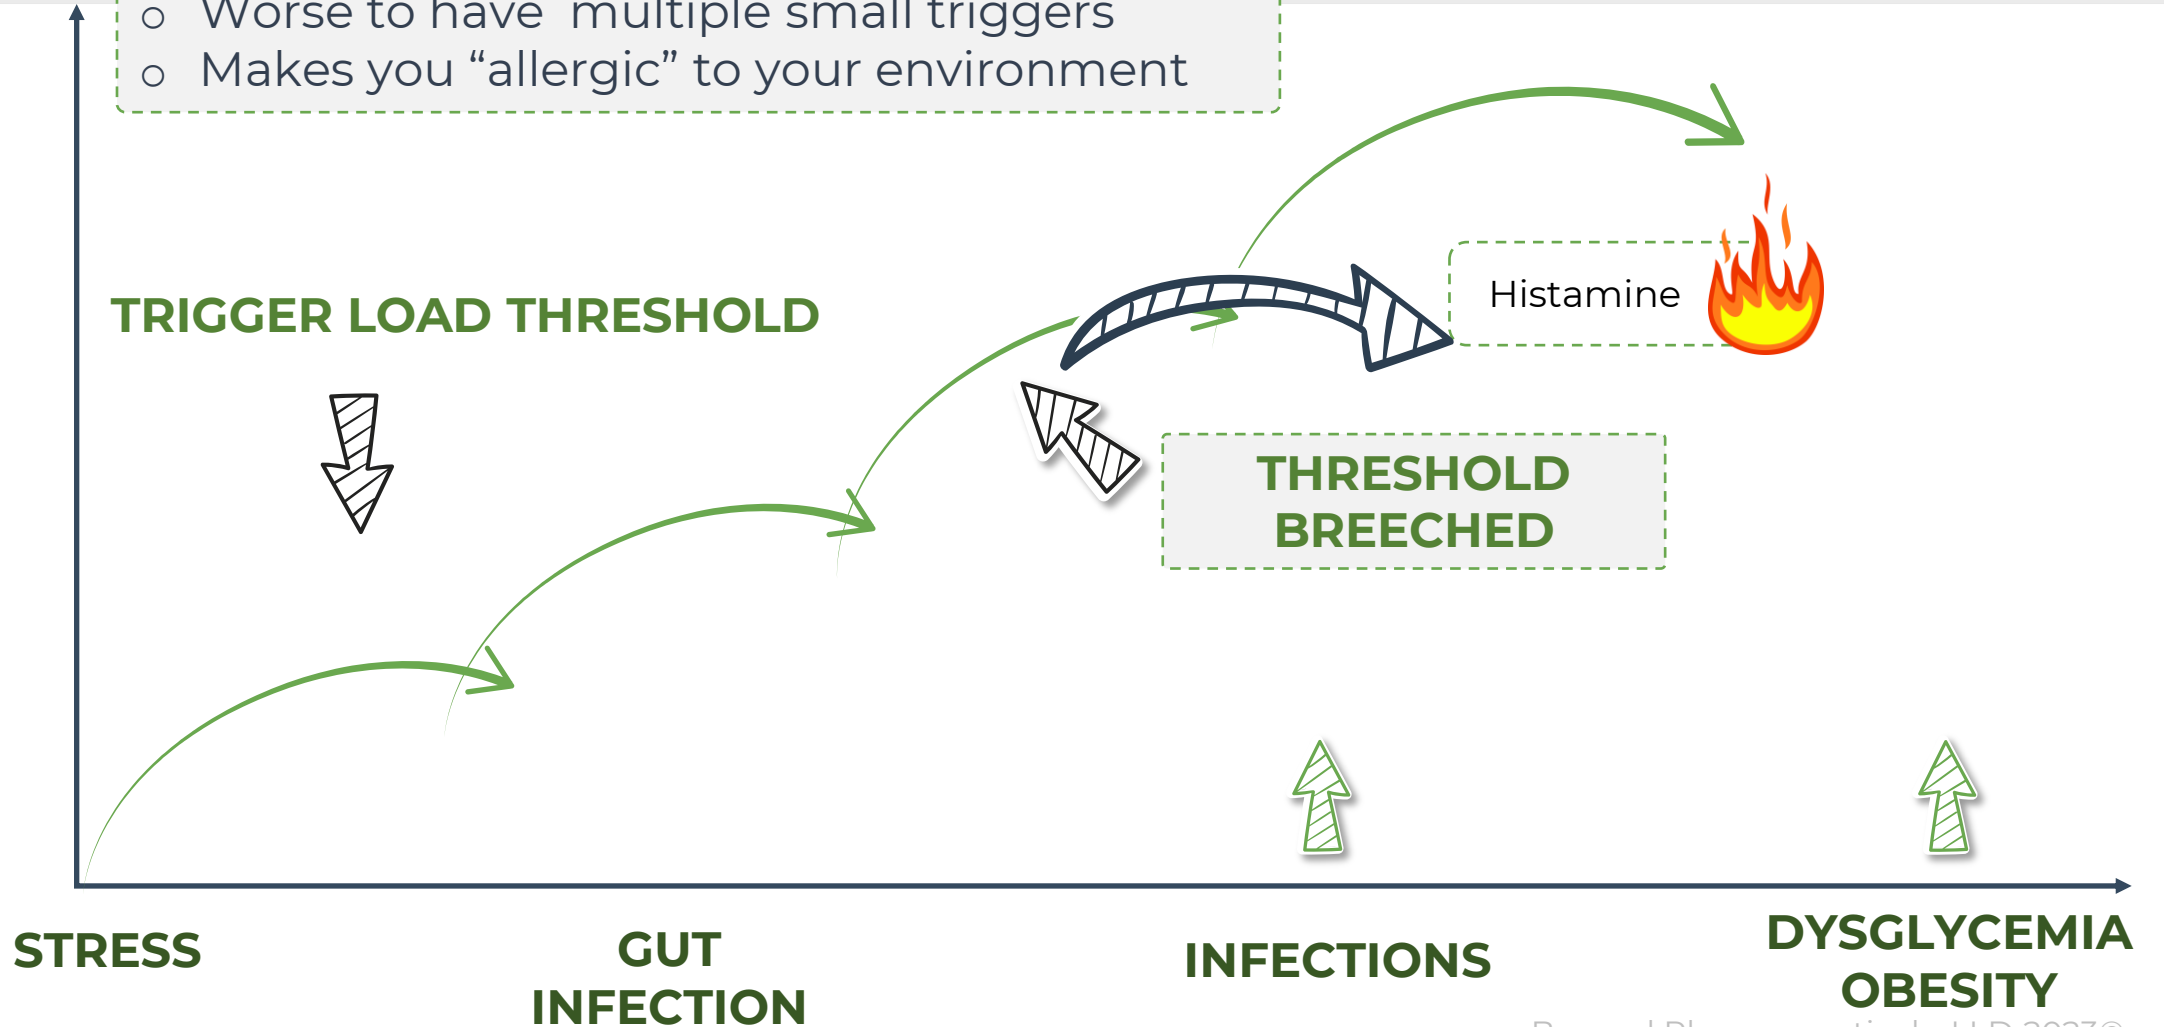 ○ Worse to have multiple small triggers
○ Makes you “allergic” to your environment
TRIGGER LOAD THRESHOLD
Histamine
THRESHOLD
BREECHED
STRESS
GUT
INFECTION
INFECTIONS
DYSGLYCEMIA
OBESITY
2023©